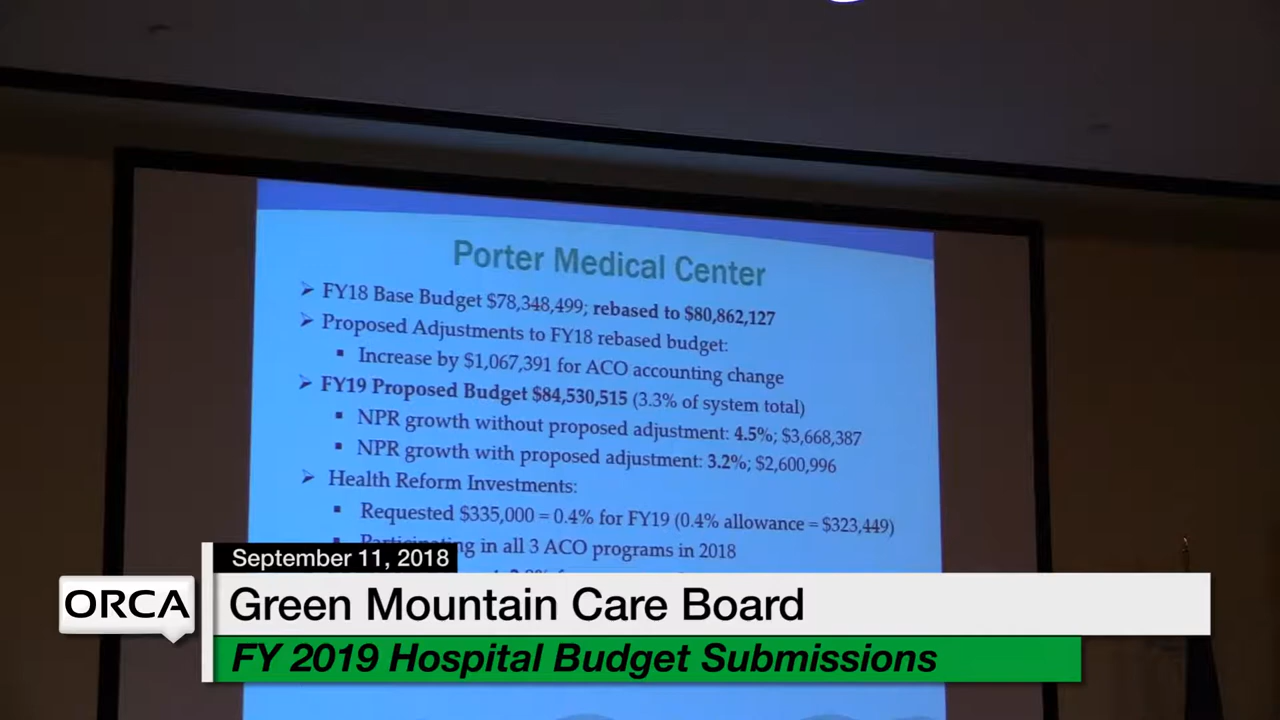 Porter Medical Center
➢ FY18 Base Budget $78,348,499; rebased to $80,862,127
➢ Proposed Adjustments to FY18 rebased budget:
▪ Increase by $1,067,391 for ACO accounting change
➢ FY19 Proposed Budget $84,530,515 (3.3% of system total)
▪ NPR growth without proposed adjustment: 4.5%; $3,668,387
▪ NPR growth with proposed adjustment: 3.2%; $2,600,996
➢ Health Reform Investments:
▪ Requested $335,000 = 0.4% for FY19 (0.4% allowance = $323,449)
▪ Participating in all 3 ACO programs in 2018
September 11, 2018
ORCA
Green Mountain Care Board
FY 2019 Hospital Budget Submissions